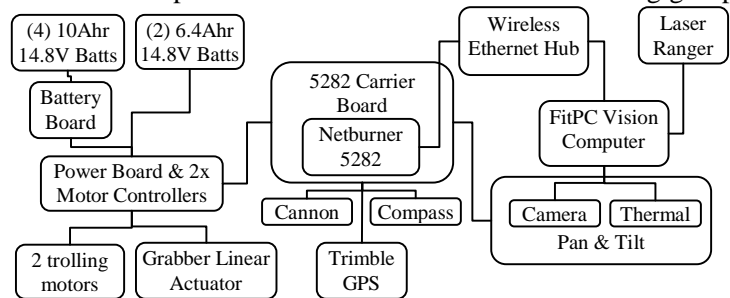 (4) 10Ahr
14.8V Batts
(2) 6.4Ahr
14.8V Batts
Wireless
Ethernet Hub
Laser
Ranger
Battery
Board
5282 Carrier
Board
Netburner
5282
FitPC Vision
Computer
Power Board & 2x
Motor Controllers
Cannon
Compass
Camera
Thermal
Pan & Tilt
2 trolling
motors
Grabber Linear
Actuator
Trimble
GPS